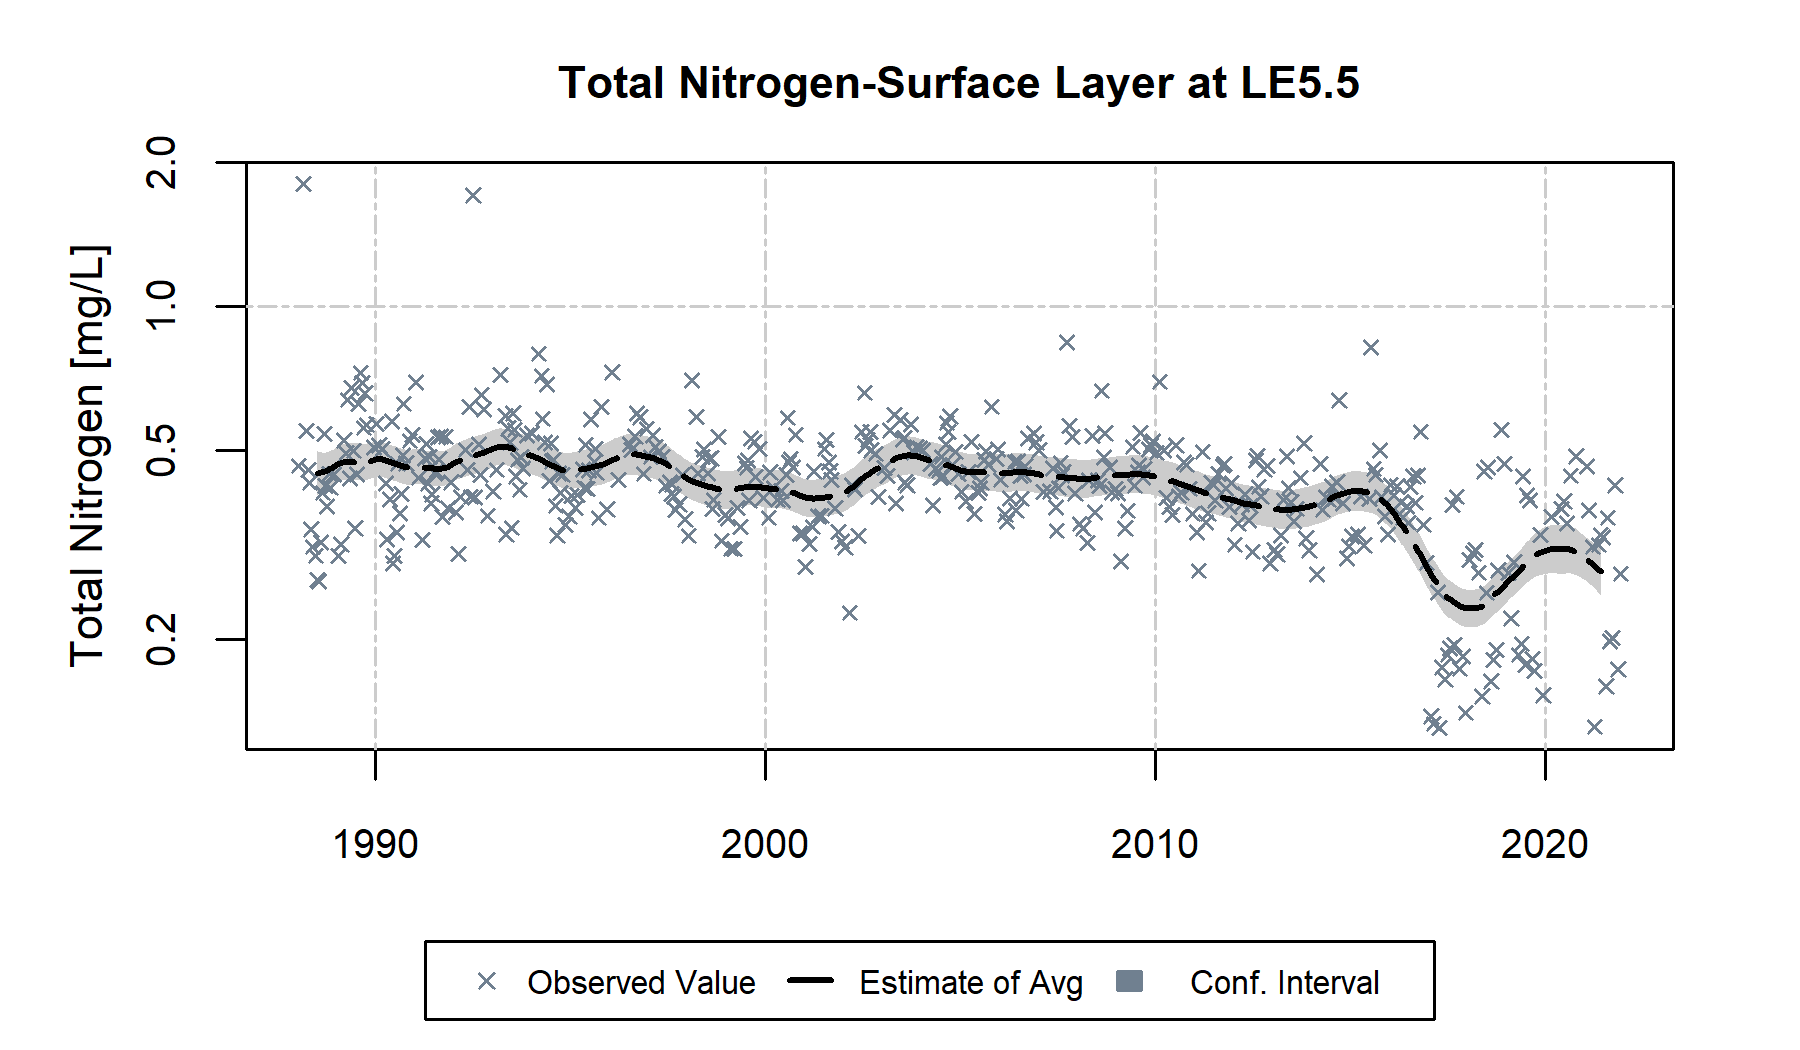 Total Nitrogen-Surface Layer at LE5.5
Total Nitrogen [mg/L]
2.0
1.0
0.5
0.2
1990 2000 2010 2020
Observed Value Estimate of Avg Conf. Interval